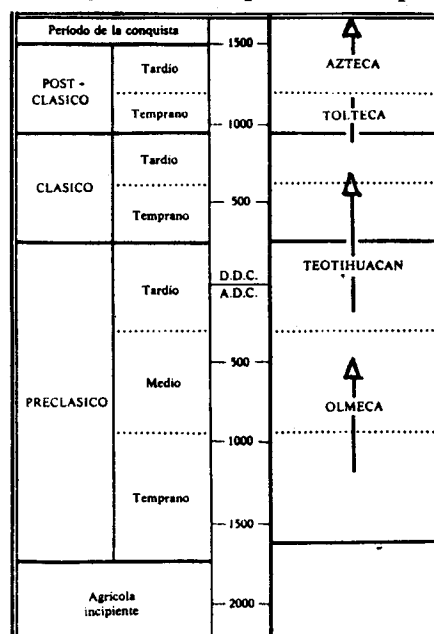 Período de la conquista
1500
AZTECA
POST -
CLASICO
Tardío
Temprano
1000
TOLTECA
CLASICO
Tardío
Temprano
500
PRECLASICO
Tardío
D.D.C.
A.D.C.
TEOTIHUACAN
500
Medio
OLMECA
1000
Temprano
1500
Agrícola
incipiente
2000